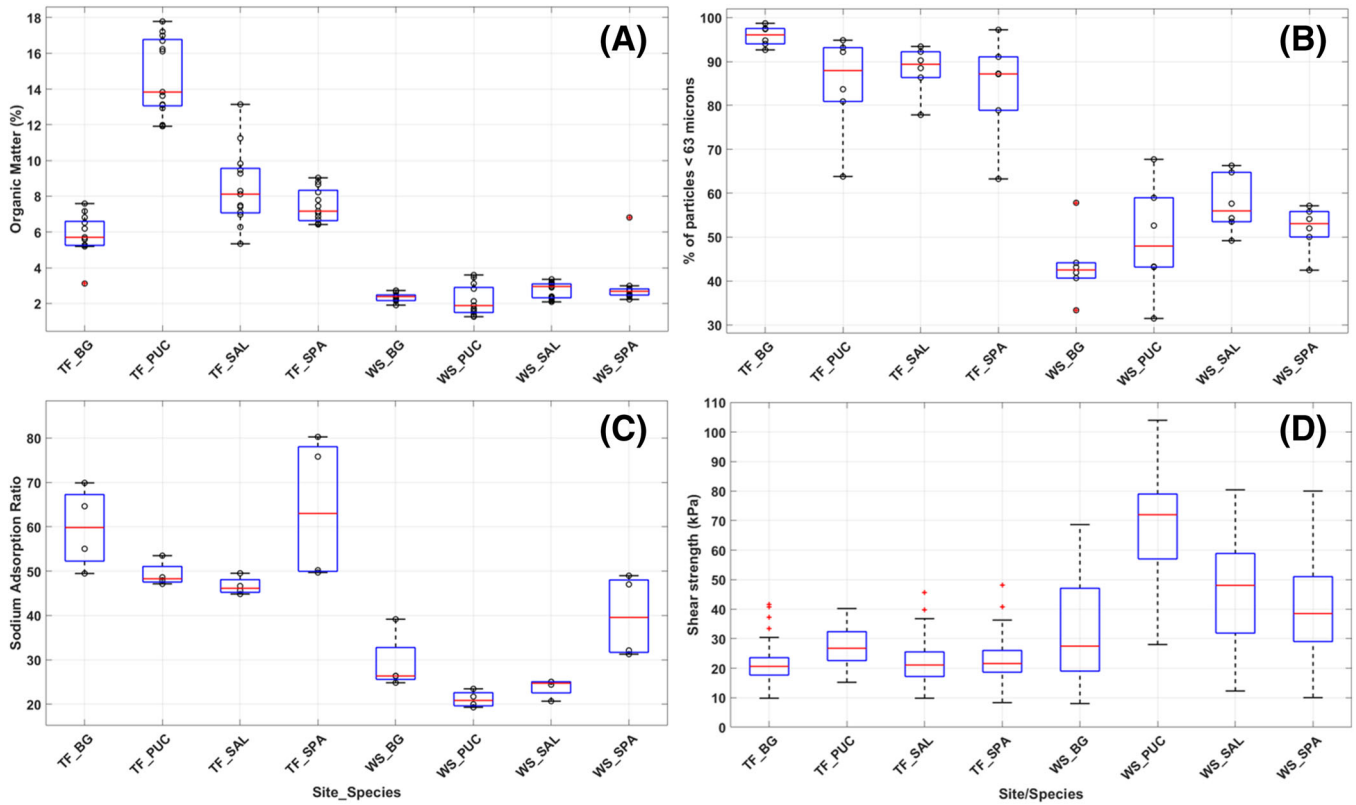 (A)
Organic Matter (%)
18
16
14
12
10
8
6
4
2
TF_BG TF_PUC TF_SAL TF_SPA WS_BG WS_PUC WS_SAL WS_SPA
(B)
% of particles < 63 microns
100
90
80
70
60
50
40
30
TF_BG TF_PUC TF_SAL TF_SPA WS_BG WS_PUC WS_SAL WS_SPA
(C)
Sodium Adsorption Ratio
80
70
60
50
40
30
20
TF_BG TF_PUC TF_SAL TF_SPA WS_BG WS_PUC WS_SAL WS_SPA
Site_Species
(D)
Shear strength (kPa)
110
100
90
80
70
60
50
40
30
20
10
0
TF_BG TF_PUC TF_SAL TF_SPA WS_BG WS_PUC WS_SAL WS_SPA
Site/Species